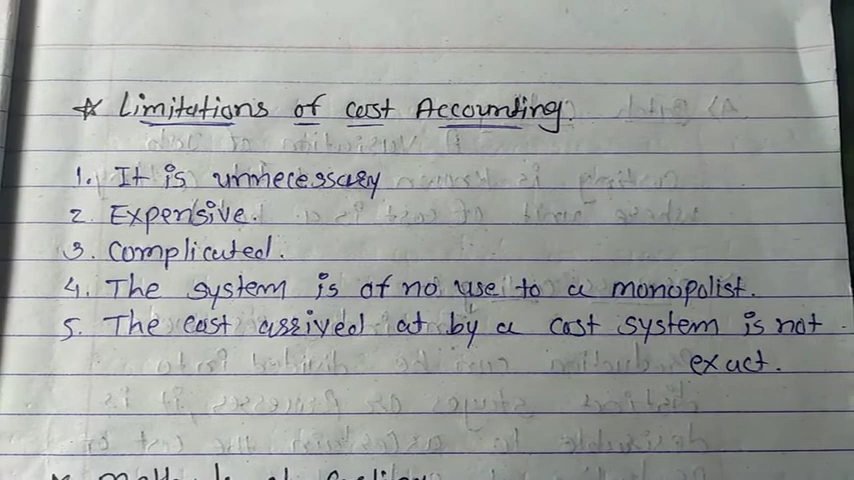 ☆ Limitations of cost Accounting.
1. It is unnecessary
2. Expensive.
3. Complicated.
4. The system is of no use to a monopolist.
5. The cost arrived at by a cost system is not
exact.